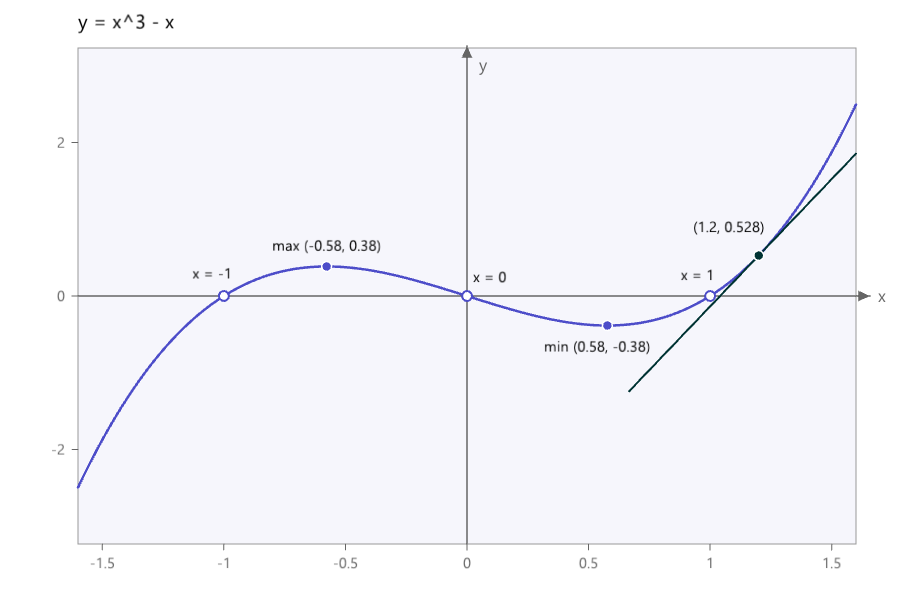 y = x^3 - x
y
2
(1.2, 0.528)
max (-0.58, 0.38)
x = -1
x = 0
x = 1
0
x
min (0.58, -0.38)
-2
-1.5
-1
-0.5
0
0.5
1
1.5